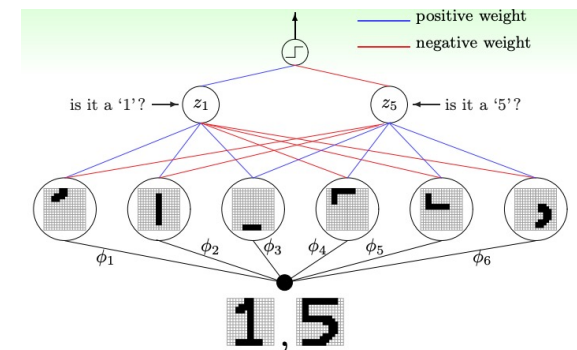 positive weight
negative weight
is it a ‘1’? z₁ z₅ is it a ‘5’?
ϕ₁ ϕ₂ ϕ₃ ϕ₄ ϕ₅ ϕ₆
1, 5